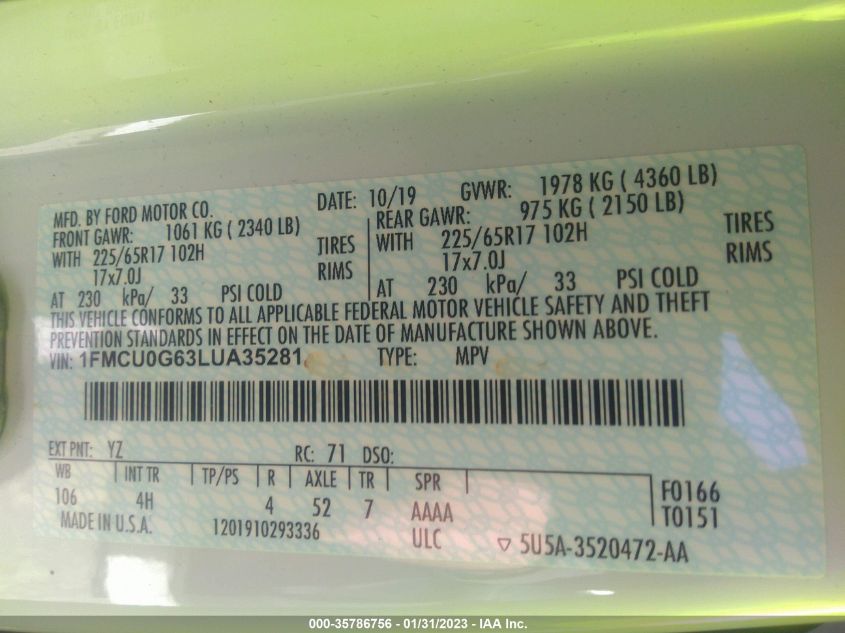 MFD. BY FORD MOTOR CO. DATE: 10/19 GVWR: 1978 KG ( 4360 LB)
FRONT GAWR: 1061 KG ( 2340 LB) REAR GAWR: 975 KG ( 2150 LB)
WITH 225/65R17 102H TIRES WITH 225/65R17 102H TIRES
17x7.0J RIMS 17x7.0J RIMS
AT 230 kPa/ 33 PSI COLD AT 230 kPa/ 33 PSI COLD
THIS VEHICLE CONFORMS TO ALL APPLICABLE FEDERAL MOTOR VEHICLE SAFETY AND THEFT
PREVENTION STANDARDS IN EFFECT ON THE DATE OF MANUFACTURE SHOWN ABOVE.
VIN: 1FMCU0G63LUA35281 TYPE: MPV
EXT PNT: YZ RC: 71 DSO:
WB INT TR TP/PS R AXLE TR SPR F0166
106 4H 4 52 7 AAAA T0151
MADE IN U.S.A. 1201910293336 ULC 5U5A-3520472-AA
000-35786756 - 01/31/2023 - IAA Inc.